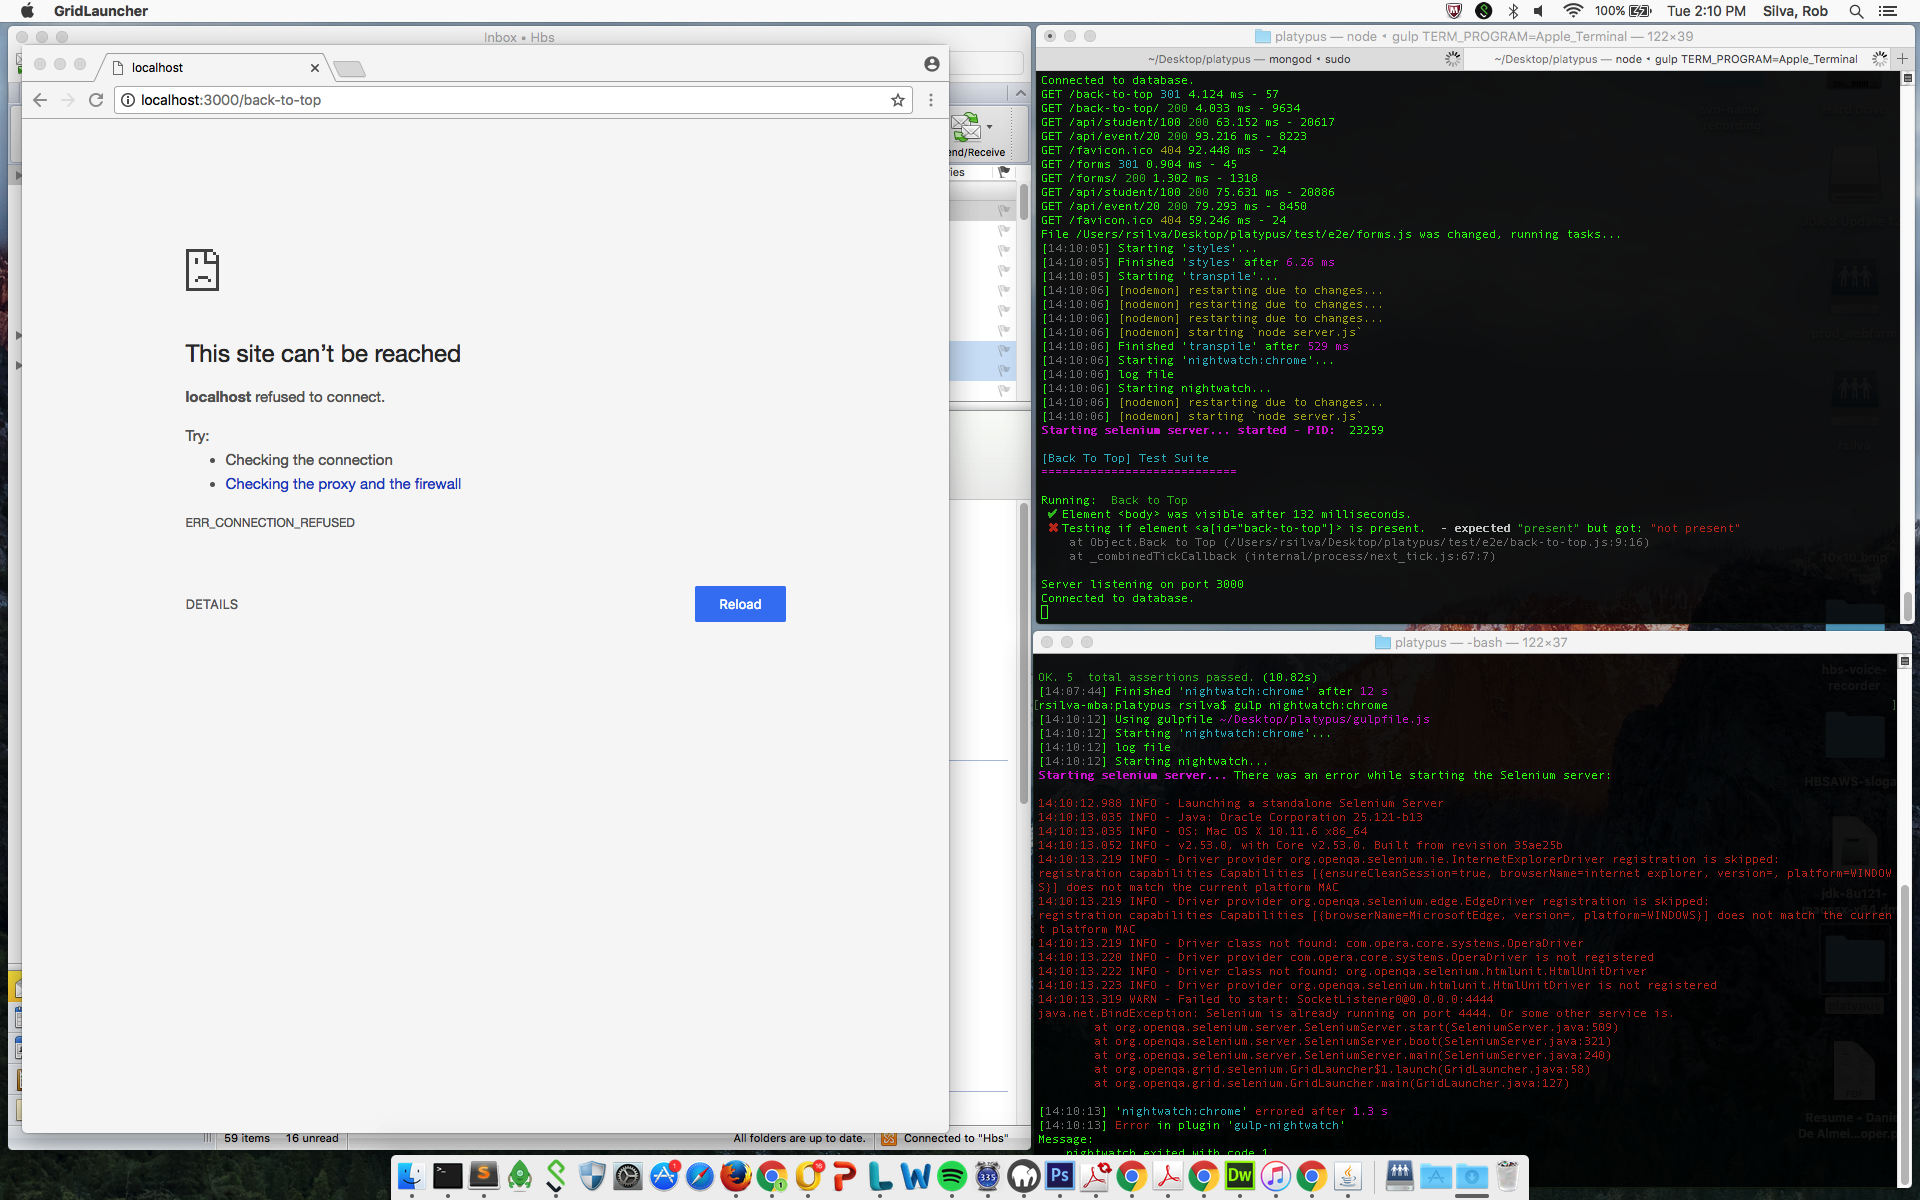 GridLauncher
100%
Tue 2:10 PM
Silva, Rob
Inbox • Hbs
localhost
localhost:3000/back-to-top
This site can't be reached
localhost refused to connect.
Try:
• Checking the connection
• Checking the proxy and the firewall
ERR_CONNECTION_REFUSED
DETAILS
Reload
nd/Receive
ies
59 items 16 unread
All folders are up to date.
Connected to "Hbs"
platypus — node • gulp TERM_PROGRAM=Apple_Terminal — 122×39
~/Desktop/platypus — mongod • sudo
~/Desktop/platypus — node • gulp TERM_PROGRAM=Apple_Terminal
Connected to database.
GET /back-to-top 301 4.124 ms - 57
GET /back-to-top/ 200 4.033 ms - 9634
GET /api/student/100 200 63.152 ms - 20617
GET /api/event/20 200 93.216 ms - 8223
GET /favicon.ico 404 92.448 ms - 24
GET /forms 301 0.904 ms - 45
GET /forms/ 200 1.302 ms - 1318
GET /api/student/100 200 75.631 ms - 20886
GET /api/event/20 200 79.293 ms - 8450
GET /favicon.ico 404 59.246 ms - 24
File /Users/rsilva/Desktop/platypus/test/e2e/forms.js was changed, running tasks...
[14:10:05] Starting 'styles'...
[14:10:05] Finished 'styles' after 6.26 ms
[14:10:05] Starting 'transpile'...
[14:10:06] [nodemon] restarting due to changes...
[14:10:06] [nodemon] restarting due to changes...
[14:10:06] [nodemon] restarting due to changes...
[14:10:06] [nodemon] starting `node server.js`
[14:10:06] Finished 'transpile' after 529 ms
[14:10:06] Starting 'nightwatch:chrome'...
[14:10:06] log file
[14:10:06] Starting nightwatch...
[14:10:06] [nodemon] restarting due to changes...
[14:10:06] [nodemon] starting `node server.js`
Starting selenium server... started - PID: 23259
[Back To Top] Test Suite
============================
Running: Back to Top
✔ Element <body> was visible after 132 milliseconds.
✖ Testing if element <a[id="back-to-top"]> is present. - expected "present" but got: "not present"
at Object.Back to Top (/Users/rsilva/Desktop/platypus/test/e2e/back-to-top.js:9:16)
at _combinedTickCallback (internal/process/next_tick.js:67:7)
Server listening on port 3000
Connected to database.
10x10.bmp
platypus — -bash — 122×37
OK. 5 total assertions passed. (10.82s)
[14:07:44] Finished 'nightwatch:chrome' after 12 s
[rsilva-mba:platypus rsilva$ gulp nightwatch:chrome ]
[14:10:12] Using gulpfile ~/Desktop/platypus/gulpfile.js
[14:10:12] Starting 'nightwatch:chrome'...
[14:10:12] log file
[14:10:12] Starting nightwatch...
Starting selenium server... There was an error while starting the Selenium server:
14:10:12.988 INFO - Launching a standalone Selenium Server
14:10:13.035 INFO - Java: Oracle Corporation 25.121-b13
14:10:13.035 INFO - OS: Mac OS X 10.11.6 x86_64
14:10:13.052 INFO - v2.53.0, with Core v2.53.0. Built from revision 35ae25b
14:10:13.219 INFO - Driver provider org.openqa.selenium.ie.InternetExplorerDriver registration is skipped:
registration capabilities Capabilities [{ensureCleanSession=true, browserName=internet explorer, version=, platform=WINDOW
S}] does not match the current platform MAC
14:10:13.219 INFO - Driver provider org.openqa.selenium.edge.EdgeDriver registration is skipped:
registration capabilities Capabilities [{browserName=MicrosoftEdge, version=, platform=WINDOWS}] does not match the curren
t platform MAC
14:10:13.219 INFO - Driver class not found: com.opera.core.systems.OperaDriver
14:10:13.220 INFO - Driver provider com.opera.core.systems.OperaDriver is not registered
14:10:13.222 INFO - Driver class not found: org.openqa.selenium.htmlunit.HtmlUnitDriver
14:10:13.223 INFO - Driver provider org.openqa.selenium.htmlunit.HtmlUnitDriver is not registered
14:10:13.319 WARN - Failed to start: SocketListener0@0.0.0.0:4444
java.net.BindException: Selenium is already running on port 4444. Or some other service is.
at org.openqa.selenium.server.SeleniumServer.start(SeleniumServer.java:509)
at org.openqa.selenium.server.SeleniumServer.boot(SeleniumServer.java:321)
at org.openqa.selenium.server.SeleniumServer.main(SeleniumServer.java:240)
at org.openqa.grid.selenium.GridLauncher$1.launch(GridLauncher.java:58)
at org.openqa.grid.selenium.GridLauncher.main(GridLauncher.java:127)
[14:10:13] 'nightwatch:chrome' errored after 1.3 s
[14:10:13] Error in plugin 'gulp-nightwatch'
Message:
nightwatch exited with code 1
hbs-voice-
recorder
HBSAWS-sloga
jdk-8u121-
platypus
Resume - Dani
De Almei...oper.p
335
Ps
Dw